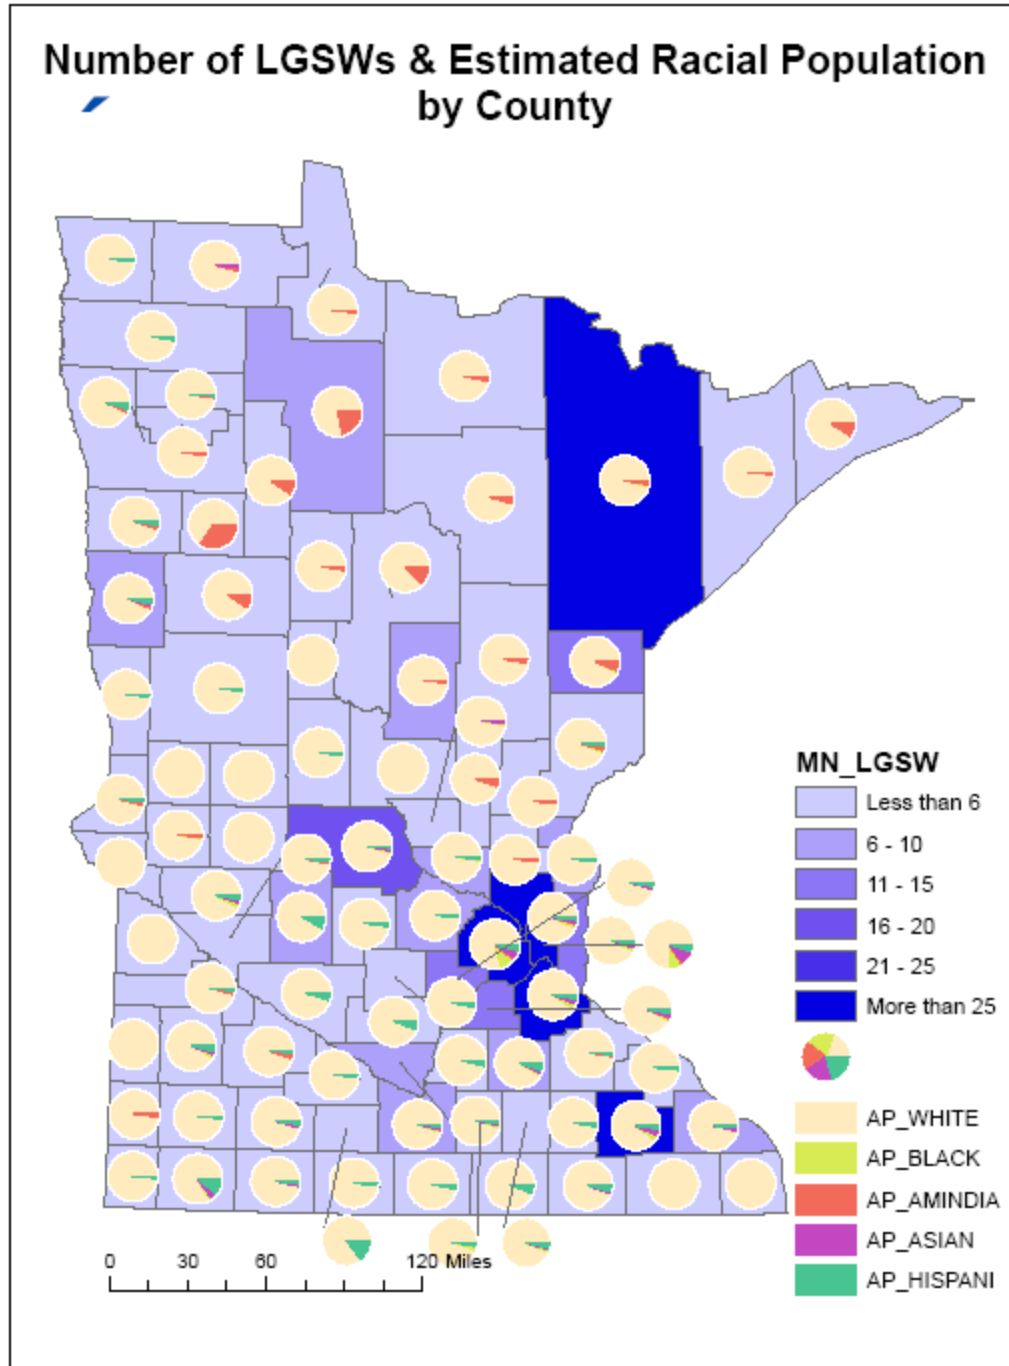 Number of LGSWs & Estimated Racial Population
by County
MN_LGSW
Less than 6
6 - 10
11 - 15
16 - 20
21 - 25
More than 25
AP_WHITE
AP_BLACK
AP_AMINDIA
AP_ASIAN
AP_HISPANI
0 30 60 120 Miles